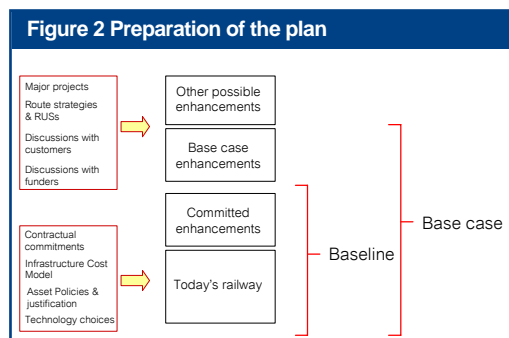 Figure 2 Preparation of the plan
Major projects
Route strategies
& RUSs
Discussions with
customers
Discussions with
funders
Other possible
enhancements
Base case
enhancements
Contractual
commitments
Infrastructure Cost
Model
Asset Policies &
justification
Technology choices
Committed
enhancements
Today's railway
Baseline
Base case